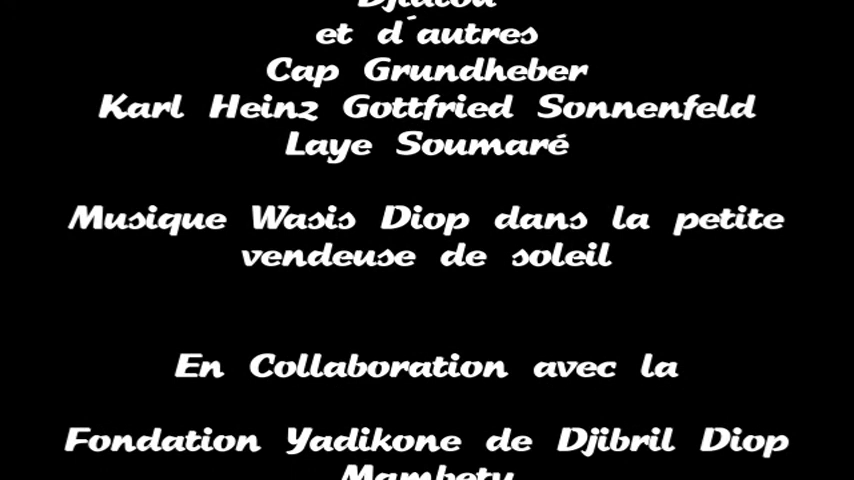 et d'autres
Cap Grundheber
Karl Heinz Gottfried Sonnenfeld
Laye Soumaré
Musique Wasis Diop dans la petite
vendeuse de soleil
En Collaboration avec la
Fondation Yadikone de Djibril Diop
Mambety